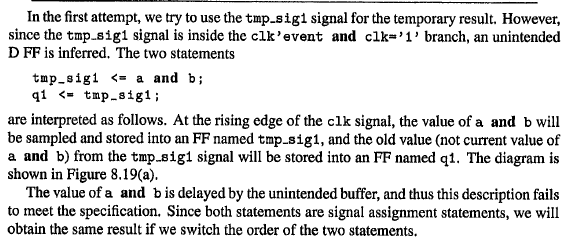 In the first attempt, we try to use the tmp_sig1 signal for the temporary result. However,
since the tmp_sig1 signal is inside the clk'event and clk='1' branch, an unintended
D FF is inferred. The two statements
tmp_sig1 <= a and b;
q1 <= tmp_sig1;
are interpreted as follows. At the rising edge of the clk signal, the value of a and b will
be sampled and stored into an FF named tmp_sig1, and the old value (not current value of
a and b) from the tmp_sig1 signal will be stored into an FF named q1. The diagram is
shown in Figure 8.19(a).
The value of a and b is delayed by the unintended buffer, and thus this description fails
to meet the specification. Since both statements are signal assignment statements, we will
obtain the same result if we switch the order of the two statements.